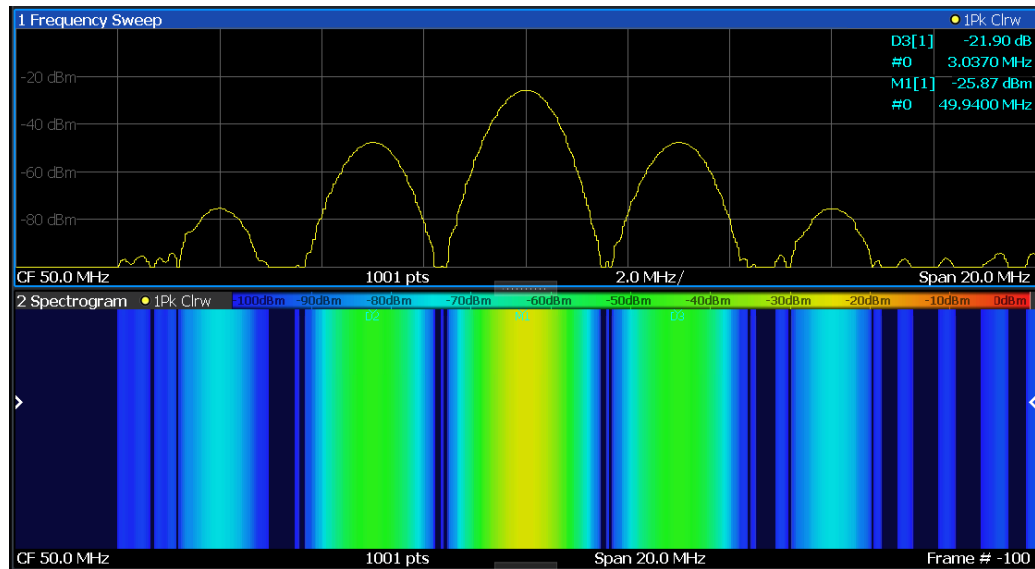 1 Frequency Sweep ● 1Pk Clrw
D3[1] -21.90 dB
#0 3.0370 MHz
M1[1] -25.87 dBm
#0 49.9400 MHz
-20 dBm
-40 dBm
-60 dBm
-80 dBm
CF 50.0 MHz 1001 pts 2.0 MHz/ Span 20.0 MHz
2 Spectrogram ● 1Pk Clrw -100dBm -90dBm -80dBm -70dBm -60dBm -50dBm -40dBm -30dBm -20dBm -10dBm 0dBm
D2 M1 D3
CF 50.0 MHz 1001 pts Span 20.0 MHz Frame # -100